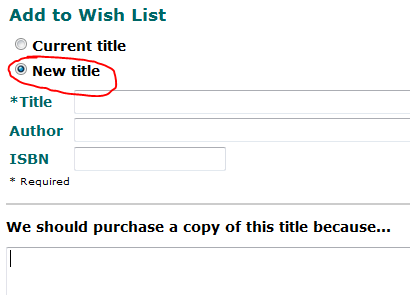 Add to Wish List
Current title
New title
*Title
Author
ISBN
* Required
We should purchase a copy of this title because...